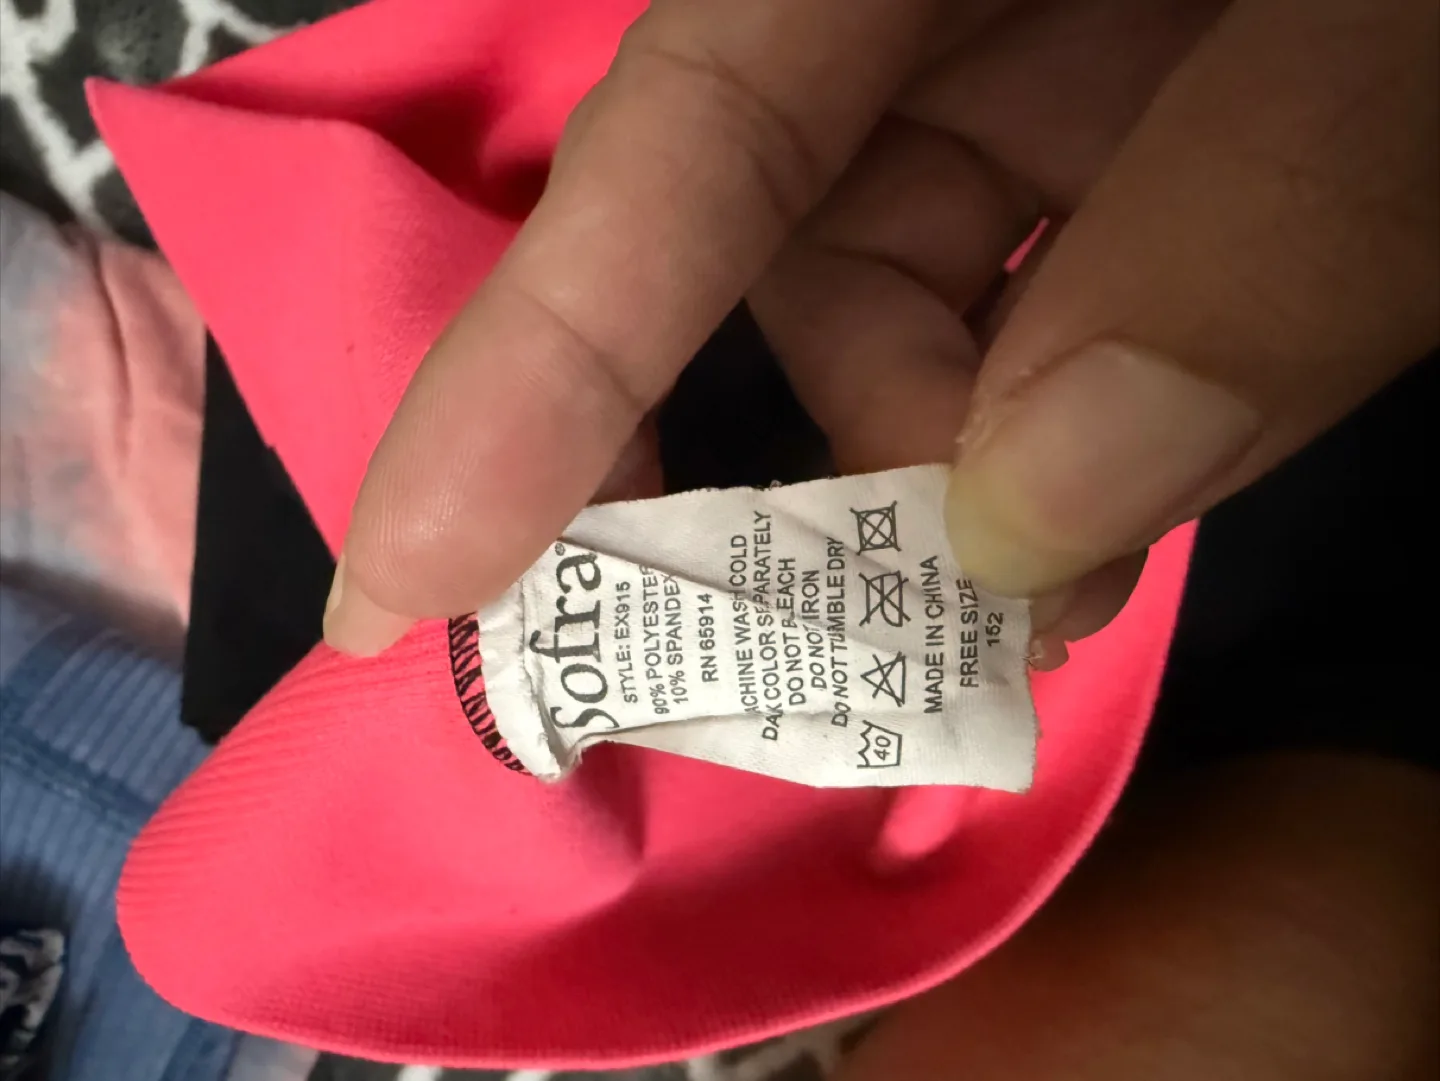 Sofra®
STYLE: EX915
90% POLYESTER
10% SPANDEX
RN 65914
MACHINE WASH COLD
DAK COLOR SEPARATELY
DO NOT BLEACH
DO NOT IRON
DO NOT TUMBLE DRY
40
MADE IN CHINA
FREE SIZE
152